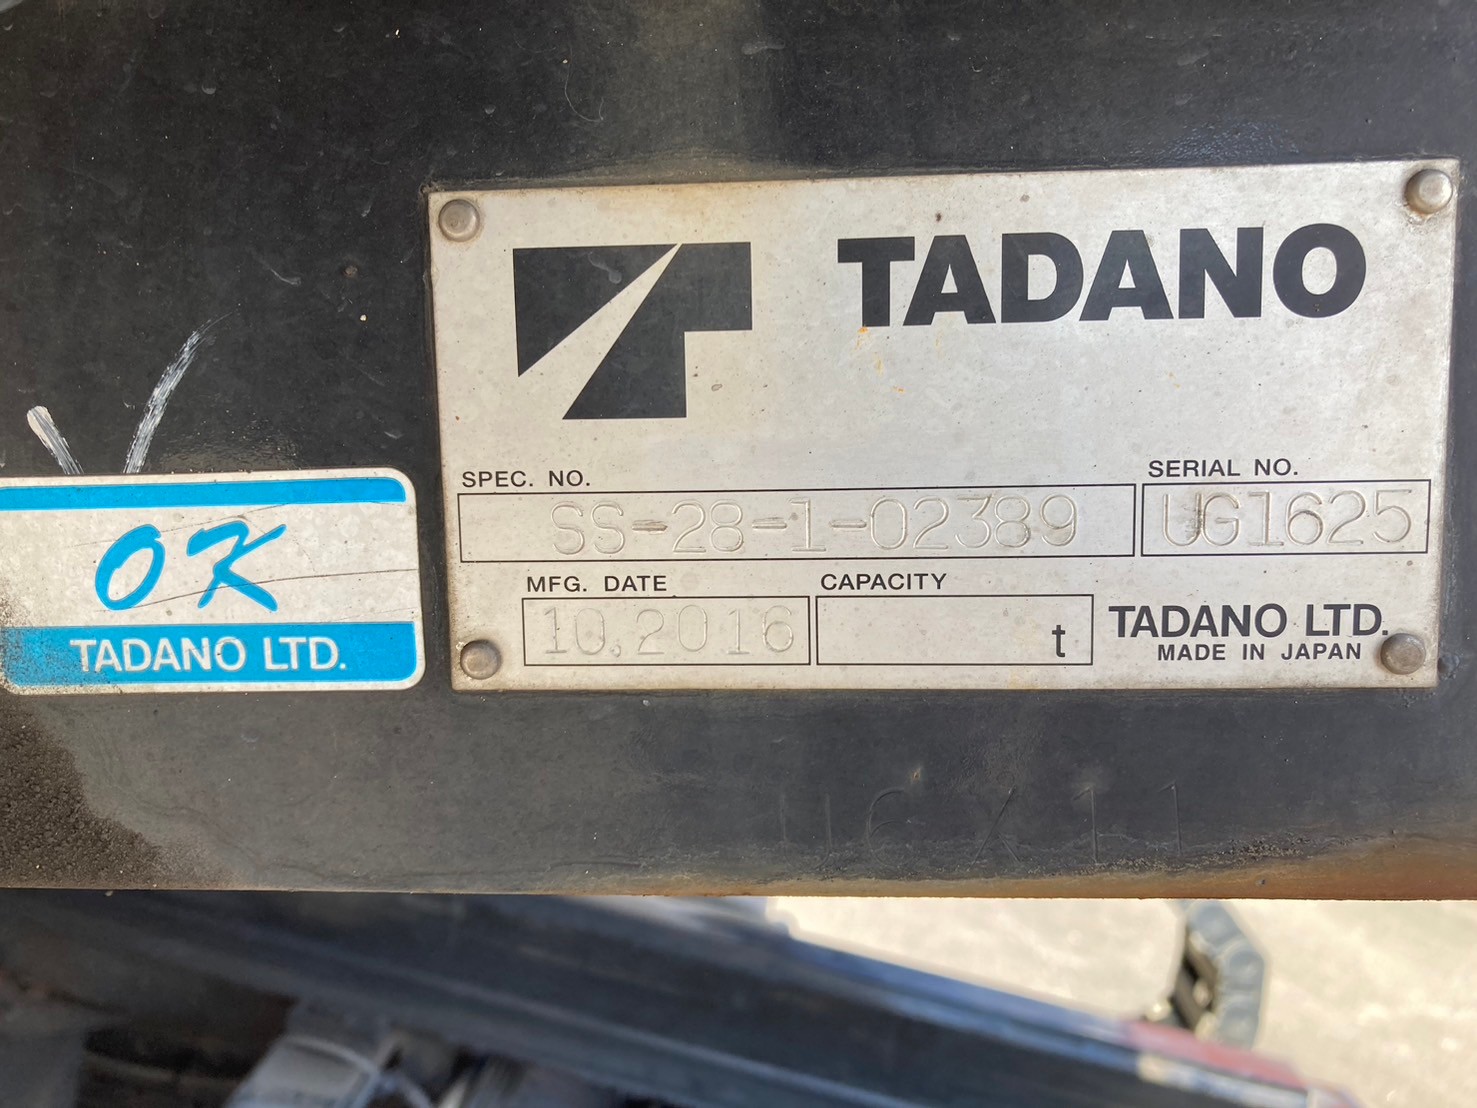 TADANO
SPEC. NO.
SS-28-1-02389
SERIAL NO.
UG1625
MFG. DATE
10.2016
CAPACITY
t
TADANO LTD.
MADE IN JAPAN
OK
TADANO LTD.